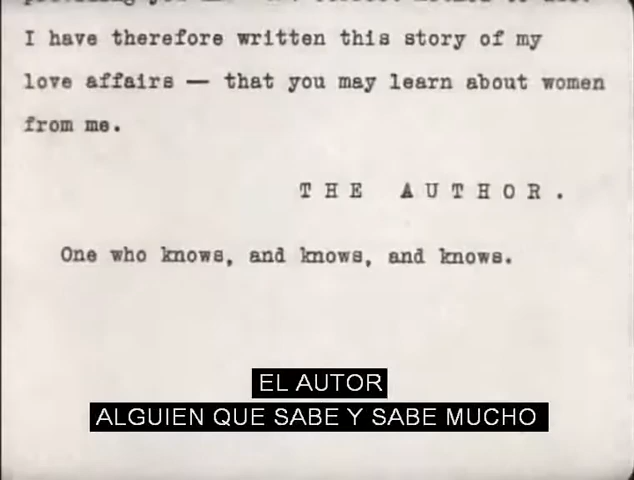 I have therefore written this story of my
love affairs — that you may learn about women
from me.
THE AUTHOR.
One who knows, and knows, and knows.
EL AUTOR
ALGUIEN QUE SABE Y SABE MUCHO